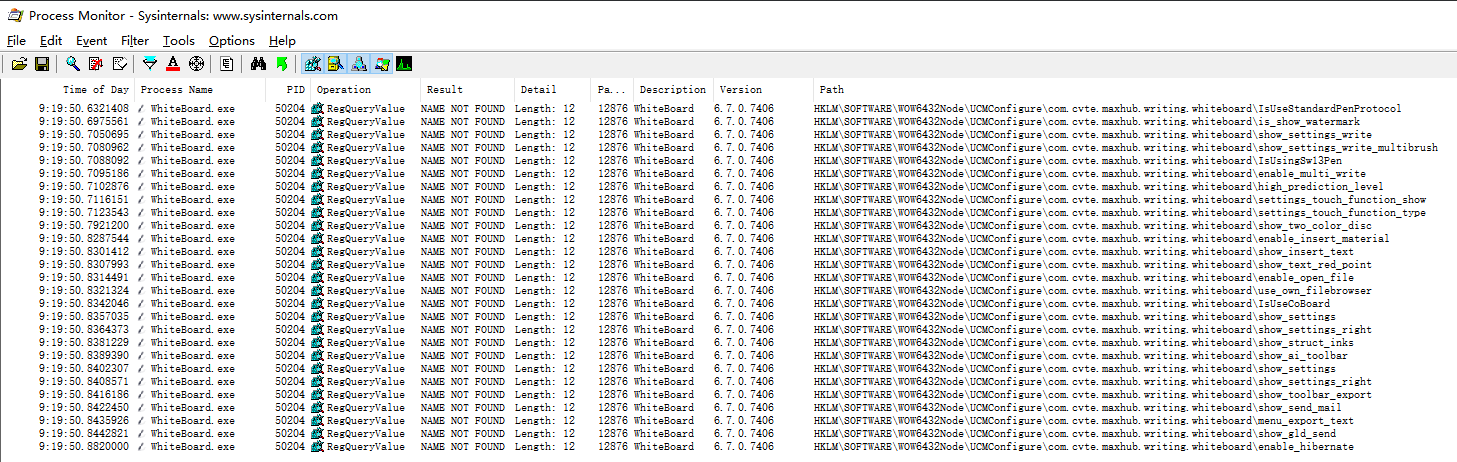 Process Monitor - Sysinternals: www.sysinternals.com
File Edit Event Filter Tools Options Help
Time of Day Process Name PID Operation Result Detail Pa... Description Version Path
9:19:50.6321408 WhiteBoard.exe 50204 RegQueryValue NAME NOT FOUND Length: 12 12876 WhiteBoard 6.7.0.7406 HKLM\SOFTWARE\WOW6432Node\UCMConfigure\com.cvte.maxhub.writing.whiteboard\IsUseStandardPenProtocol
9:19:50.6975561 WhiteBoard.exe 50204 RegQueryValue NAME NOT FOUND Length: 12 12876 WhiteBoard 6.7.0.7406 HKLM\SOFTWARE\WOW6432Node\UCMConfigure\com.cvte.maxhub.writing.whiteboard\is_show_watermark
9:19:50.7050695 WhiteBoard.exe 50204 RegQueryValue NAME NOT FOUND Length: 12 12876 WhiteBoard 6.7.0.7406 HKLM\SOFTWARE\WOW6432Node\UCMConfigure\com.cvte.maxhub.writing.whiteboard\show_settings_write
9:19:50.7080962 WhiteBoard.exe 50204 RegQueryValue NAME NOT FOUND Length: 12 12876 WhiteBoard 6.7.0.7406 HKLM\SOFTWARE\WOW6432Node\UCMConfigure\com.cvte.maxhub.writing.whiteboard\show_settings_write_multibrush
9:19:50.7088092 WhiteBoard.exe 50204 RegQueryValue NAME NOT FOUND Length: 12 12876 WhiteBoard 6.7.0.7406 HKLM\SOFTWARE\WOW6432Node\UCMConfigure\com.cvte.maxhub.writing.whiteboard\IsUsingSwl3Pen
9:19:50.7095186 WhiteBoard.exe 50204 RegQueryValue NAME NOT FOUND Length: 12 12876 WhiteBoard 6.7.0.7406 HKLM\SOFTWARE\WOW6432Node\UCMConfigure\com.cvte.maxhub.writing.whiteboard\enable_multi_write
9:19:50.7102876 WhiteBoard.exe 50204 RegQueryValue NAME NOT FOUND Length: 12 12876 WhiteBoard 6.7.0.7406 HKLM\SOFTWARE\WOW6432Node\UCMConfigure\com.cvte.maxhub.writing.whiteboard\high_prediction_level
9:19:50.7116151 WhiteBoard.exe 50204 RegQueryValue NAME NOT FOUND Length: 12 12876 WhiteBoard 6.7.0.7406 HKLM\SOFTWARE\WOW6432Node\UCMConfigure\com.cvte.maxhub.writing.whiteboard\settings_touch_function_show
9:19:50.7123543 WhiteBoard.exe 50204 RegQueryValue NAME NOT FOUND Length: 12 12876 WhiteBoard 6.7.0.7406 HKLM\SOFTWARE\WOW6432Node\UCMConfigure\com.cvte.maxhub.writing.whiteboard\settings_touch_function_type
9:19:50.7921200 WhiteBoard.exe 50204 RegQueryValue NAME NOT FOUND Length: 12 12876 WhiteBoard 6.7.0.7406 HKLM\SOFTWARE\WOW6432Node\UCMConfigure\com.cvte.maxhub.writing.whiteboard\show_two_color_disc
9:19:50.8287544 WhiteBoard.exe 50204 RegQueryValue NAME NOT FOUND Length: 12 12876 WhiteBoard 6.7.0.7406 HKLM\SOFTWARE\WOW6432Node\UCMConfigure\com.cvte.maxhub.writing.whiteboard\enable_insert_material
9:19:50.8301412 WhiteBoard.exe 50204 RegQueryValue NAME NOT FOUND Length: 12 12876 WhiteBoard 6.7.0.7406 HKLM\SOFTWARE\WOW6432Node\UCMConfigure\com.cvte.maxhub.writing.whiteboard\show_insert_text
9:19:50.8307993 WhiteBoard.exe 50204 RegQueryValue NAME NOT FOUND Length: 12 12876 WhiteBoard 6.7.0.7406 HKLM\SOFTWARE\WOW6432Node\UCMConfigure\com.cvte.maxhub.writing.whiteboard\show_text_red_point
9:19:50.8314491 WhiteBoard.exe 50204 RegQueryValue NAME NOT FOUND Length: 12 12876 WhiteBoard 6.7.0.7406 HKLM\SOFTWARE\WOW6432Node\UCMConfigure\com.cvte.maxhub.writing.whiteboard\enable_open_file
9:19:50.8321324 WhiteBoard.exe 50204 RegQueryValue NAME NOT FOUND Length: 12 12876 WhiteBoard 6.7.0.7406 HKLM\SOFTWARE\WOW6432Node\UCMConfigure\com.cvte.maxhub.writing.whiteboard\use_own_filebrowser
9:19:50.8342046 WhiteBoard.exe 50204 RegQueryValue NAME NOT FOUND Length: 12 12876 WhiteBoard 6.7.0.7406 HKLM\SOFTWARE\WOW6432Node\UCMConfigure\com.cvte.maxhub.writing.whiteboard\IsUseCoBoard
9:19:50.8357035 WhiteBoard.exe 50204 RegQueryValue NAME NOT FOUND Length: 12 12876 WhiteBoard 6.7.0.7406 HKLM\SOFTWARE\WOW6432Node\UCMConfigure\com.cvte.maxhub.writing.whiteboard\show_settings
9:19:50.8364373 WhiteBoard.exe 50204 RegQueryValue NAME NOT FOUND Length: 12 12876 WhiteBoard 6.7.0.7406 HKLM\SOFTWARE\WOW6432Node\UCMConfigure\com.cvte.maxhub.writing.whiteboard\show_settings_right
9:19:50.8381229 WhiteBoard.exe 50204 RegQueryValue NAME NOT FOUND Length: 12 12876 WhiteBoard 6.7.0.7406 HKLM\SOFTWARE\WOW6432Node\UCMConfigure\com.cvte.maxhub.writing.whiteboard\show_struct_inks
9:19:50.8389390 WhiteBoard.exe 50204 RegQueryValue NAME NOT FOUND Length: 12 12876 WhiteBoard 6.7.0.7406 HKLM\SOFTWARE\WOW6432Node\UCMConfigure\com.cvte.maxhub.writing.whiteboard\show_ai_toolbar
9:19:50.8402307 WhiteBoard.exe 50204 RegQueryValue NAME NOT FOUND Length: 12 12876 WhiteBoard 6.7.0.7406 HKLM\SOFTWARE\WOW6432Node\UCMConfigure\com.cvte.maxhub.writing.whiteboard\show_settings
9:19:50.8408571 WhiteBoard.exe 50204 RegQueryValue NAME NOT FOUND Length: 12 12876 WhiteBoard 6.7.0.7406 HKLM\SOFTWARE\WOW6432Node\UCMConfigure\com.cvte.maxhub.writing.whiteboard\show_settings_right
9:19:50.8416186 WhiteBoard.exe 50204 RegQueryValue NAME NOT FOUND Length: 12 12876 WhiteBoard 6.7.0.7406 HKLM\SOFTWARE\WOW6432Node\UCMConfigure\com.cvte.maxhub.writing.whiteboard\show_toolbar_export
9:19:50.8422450 WhiteBoard.exe 50204 RegQueryValue NAME NOT FOUND Length: 12 12876 WhiteBoard 6.7.0.7406 HKLM\SOFTWARE\WOW6432Node\UCMConfigure\com.cvte.maxhub.writing.whiteboard\show_send_mail
9:19:50.8435926 WhiteBoard.exe 50204 RegQueryValue NAME NOT FOUND Length: 12 12876 WhiteBoard 6.7.0.7406 HKLM\SOFTWARE\WOW6432Node\UCMConfigure\com.cvte.maxhub.writing.whiteboard\menu_export_text
9:19:50.8442821 WhiteBoard.exe 50204 RegQueryValue NAME NOT FOUND Length: 12 12876 WhiteBoard 6.7.0.7406 HKLM\SOFTWARE\WOW6432Node\UCMConfigure\com.cvte.maxhub.writing.whiteboard\show_gld_send
9:19:50.8820000 WhiteBoard.exe 50204 RegQueryValue NAME NOT FOUND Length: 12 12876 WhiteBoard 6.7.0.7406 HKLM\SOFTWARE\WOW6432Node\UCMConfigure\com.cvte.maxhub.writing.whiteboard\enable_hibernate